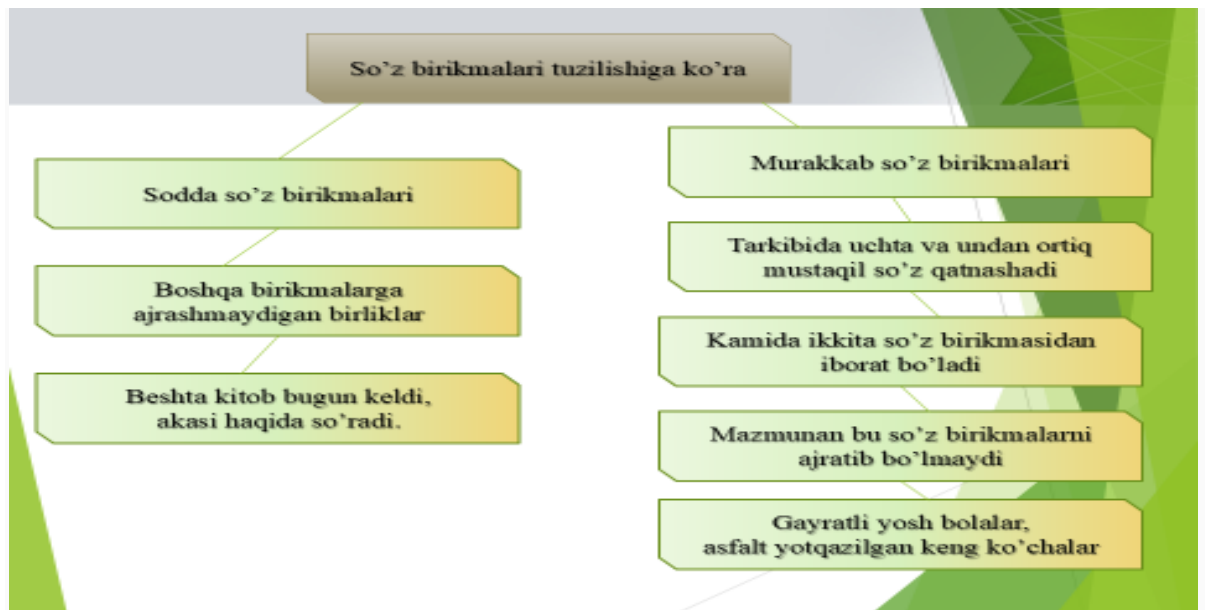 So’z birikmalari tuzilishiga ko’ra
Sodda so’z birikmalari
Boshqa birikmalarga
ajrashmaydigan birliklar
Beshta kitob bugun keldi,
akasi haqida so’radi.
Murakkab so’z birikmalari
Tarkibida uchta va undan ortiq
mustaqil so’z qatnashadi
Kamida ikkita so’z birikmasidan
iborat bo’ladi
Mazmunan bu so’z birikmalarni
ajratib bo’lmaydi
Gayratli yosh bolalar,
asfalt yotqazilgan keng ko’chalar